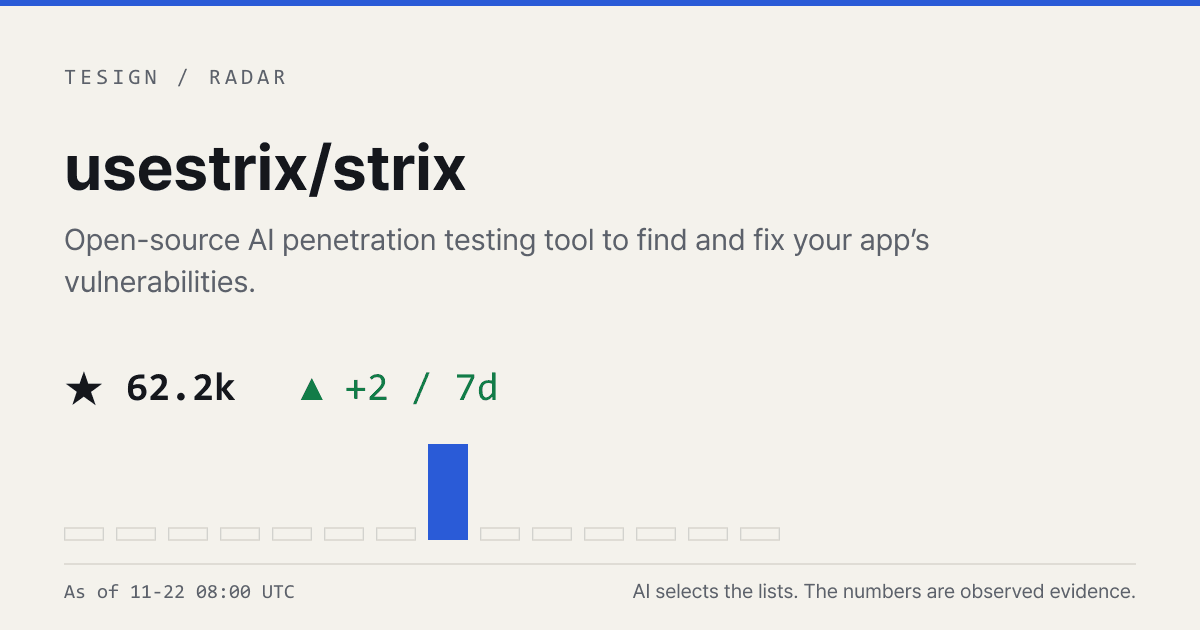 TESIGN / RADAR
usestrix/strix
Open-source AI penetration testing tool to find and fix your app’s
vulnerabilities.
★ 62.2k ▲ +2 / 7d
As of 11-22 08:00 UTC
AI selects the lists. The numbers are observed evidence.